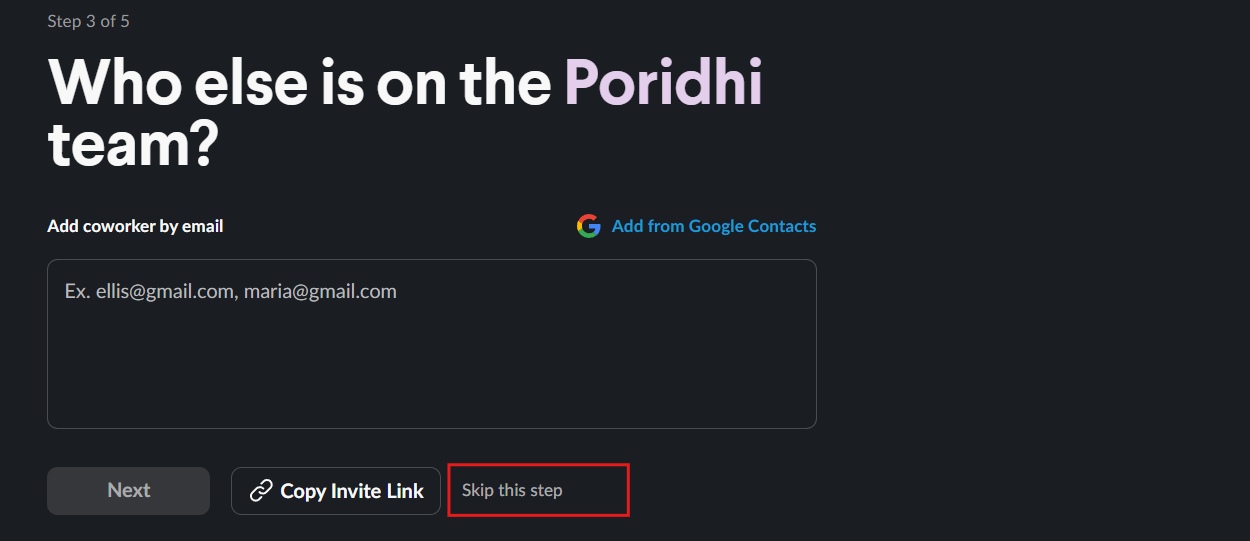 Step 3 of 5
Who else is on the Poridhi
team?
Add coworker by email
Add from Google Contacts
Ex. ellis@gmail.com, maria@gmail.com
Next
Copy Invite Link
Skip this step